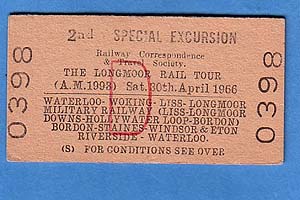 2nd SPECIAL EXCURSION
Railway Correspondence
& Travel Society.
THE LONGMOOR RAIL TOUR
(A.M.1993) Sat. 30th April 1966
WATERLOO-WOKING-LISS-LONGMOOR
MILITARY RAILWAY (LISS-LONGMOOR
DOWNS-HOLLYWATER LOOP-BORDON)
BORDON-STAINES-WINDSOR & ETON
RIVERSIDE - WATERLOO.
(S) FOR CONDITIONS SEE OVER
0398
0398